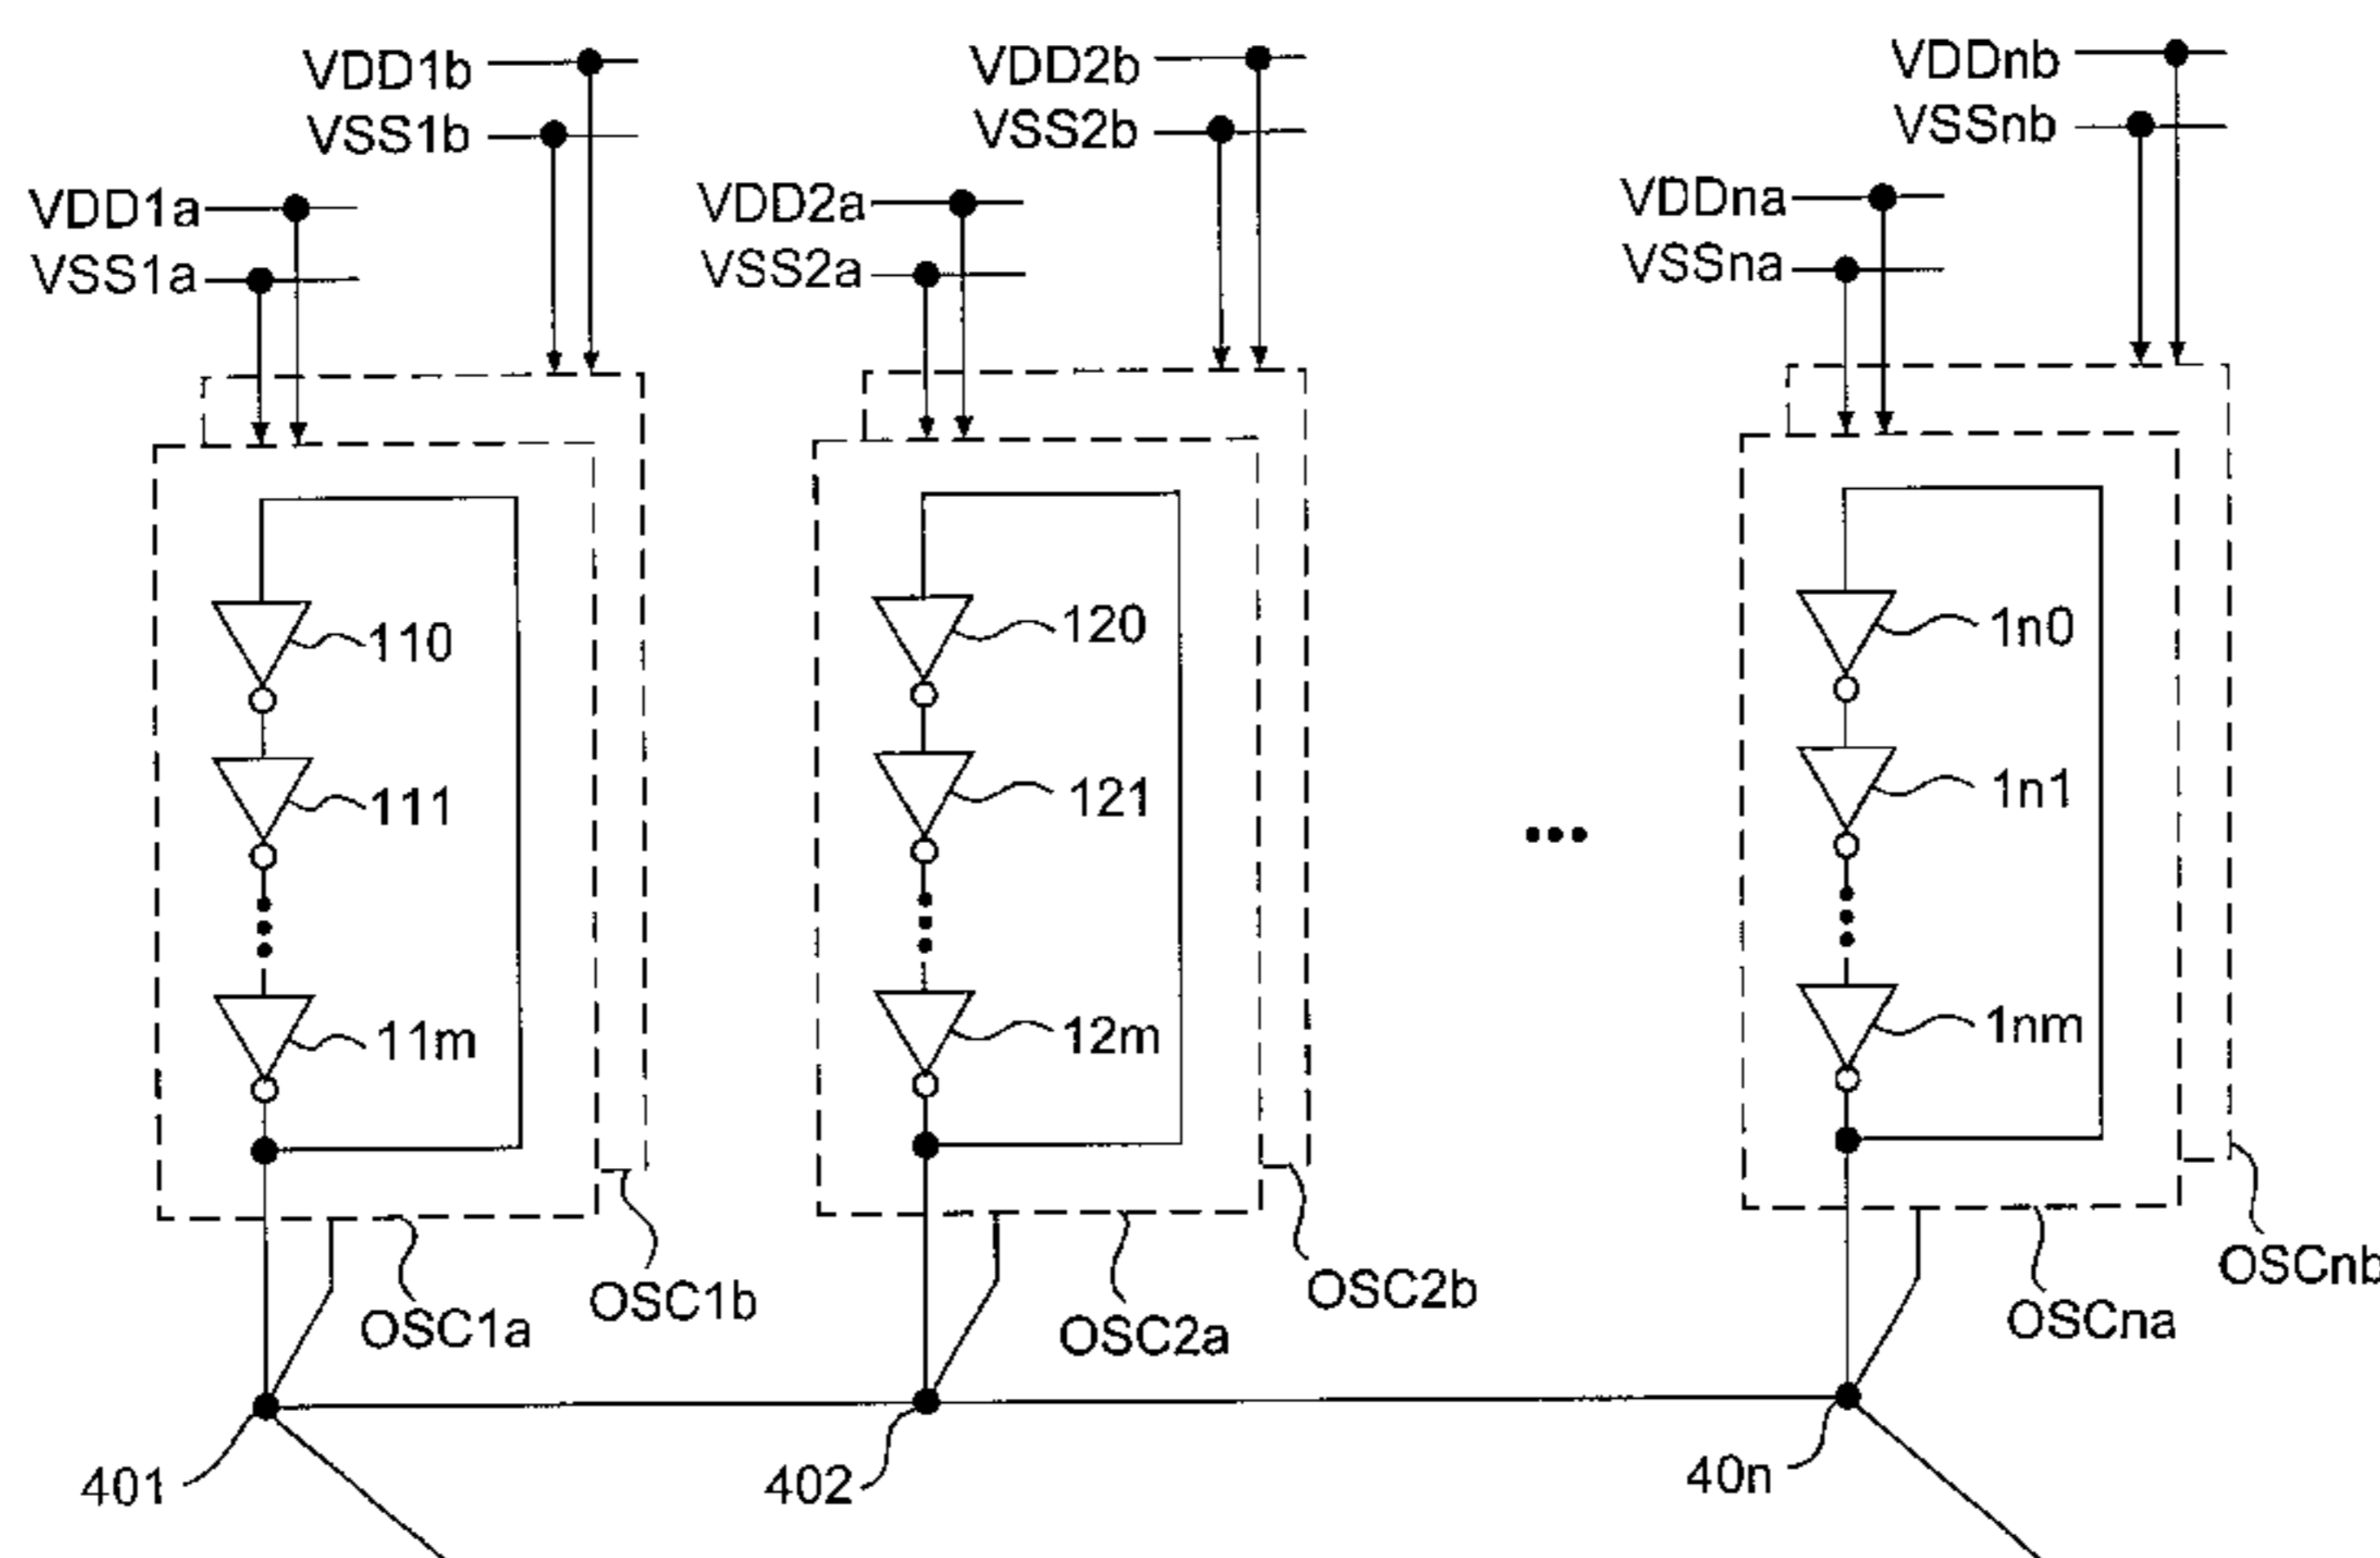 VDD1b
VSS1b
VDD1a
VSS1a
VDD2b
VSS2b
VDD2a
VSS2a
VDDnb
VSSnb
VDDna
VSSna
110
111
11m
120
121
12m
...
1n0
1n1
1nm
OSC1b
OSC1a
OSC2b
OSC2a
OSCnb
OSCna
401
402
40n